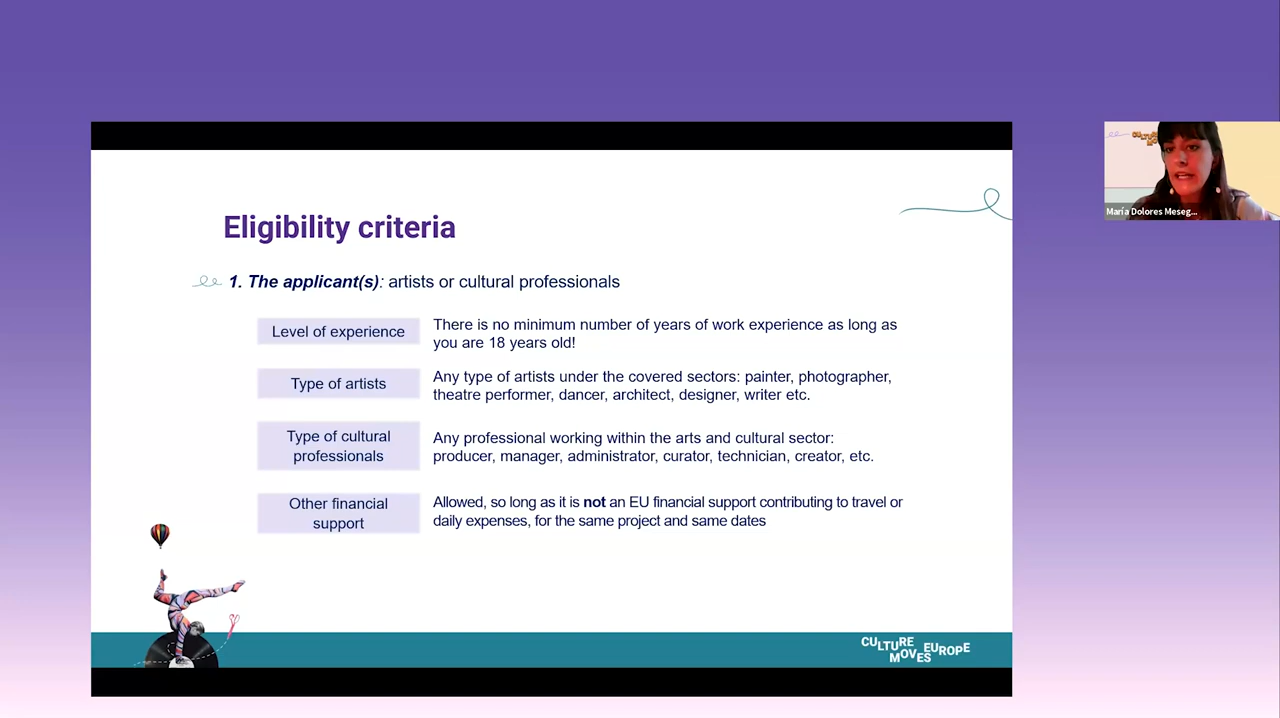 Eligibility criteria
1. The applicant(s): artists or cultural professionals
Level of experience
There is no minimum number of years of work experience as long as
you are 18 years old!
Type of artists
Any type of artists under the covered sectors: painter, photographer,
theatre performer, dancer, architect, designer, writer etc.
Type of cultural
professionals
Any professional working within the arts and cultural sector:
producer, manager, administrator, curator, technician, creator, etc.
Other financial
support
Allowed, so long as it is not an EU financial support contributing to travel or
daily expenses, for the same project and same dates
CULTURE
MOVES EUROPE
María Dolores Meseg...